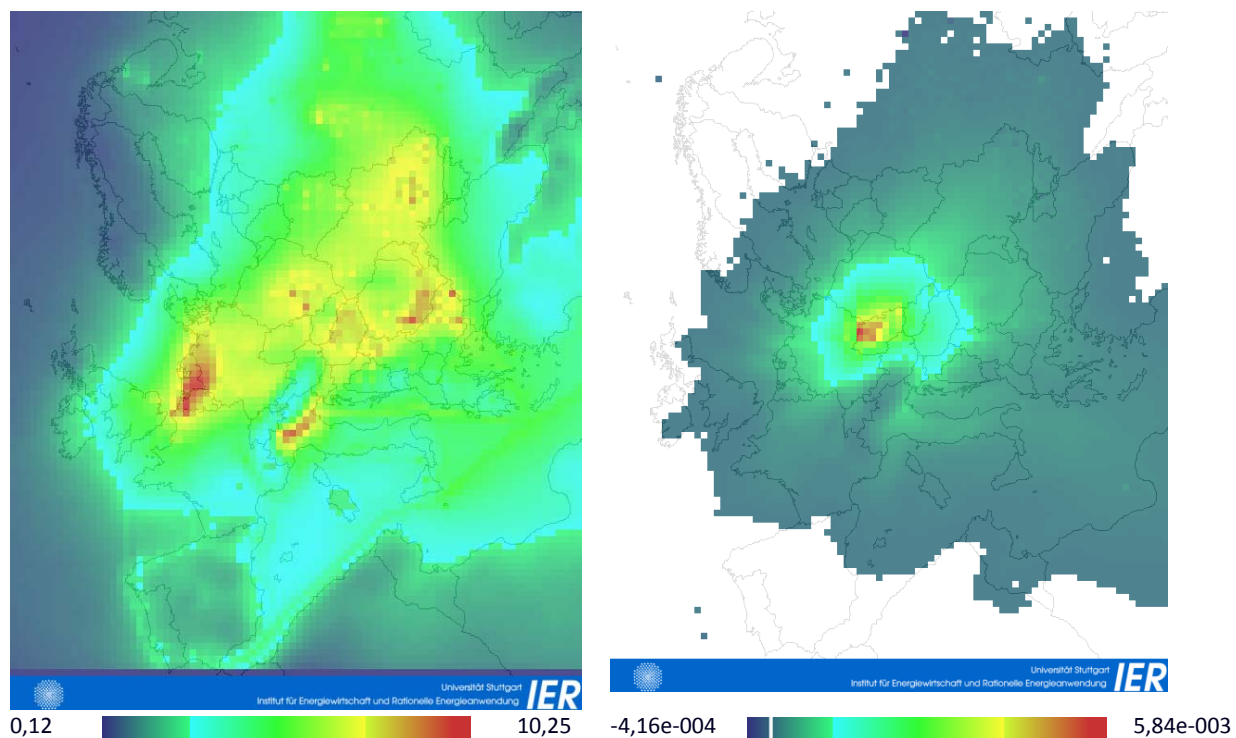 Universität Stuttgart
Institut für Energiewirtschaft und Rationelle Energieanwendung
IER
Universität Stuttgart
Institut für Energiewirtschaft und Rationelle Energieanwendung
IER
0,12 10,25 -4,16e-004 5,84e-003